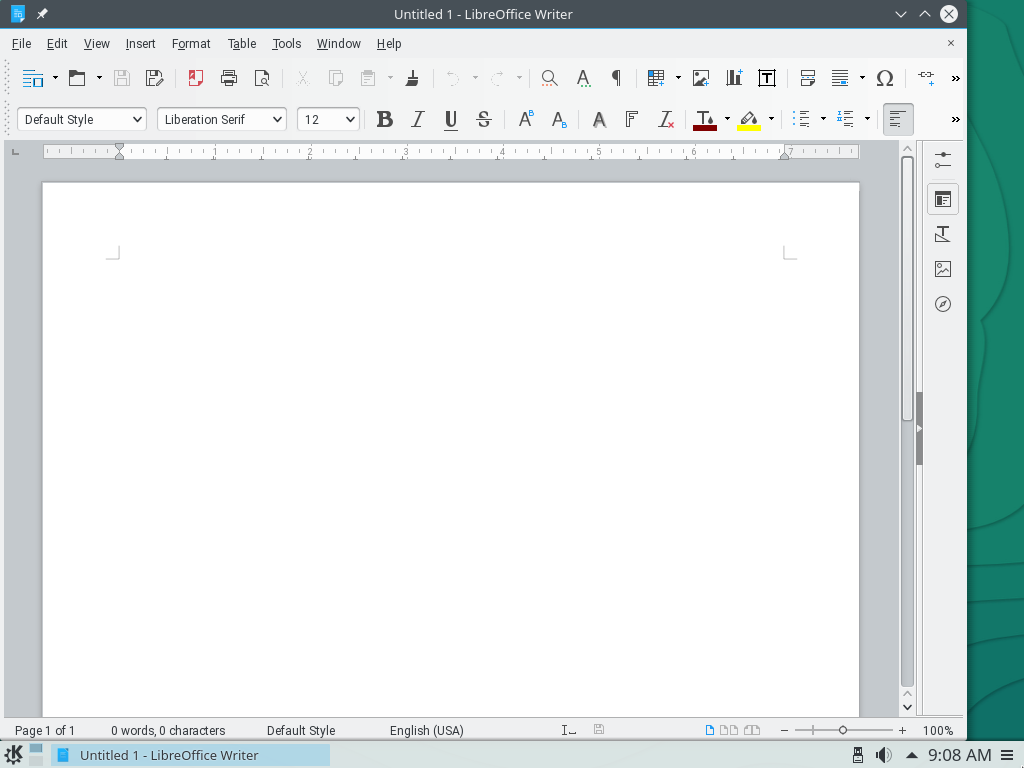 Untitled 1 - LibreOffice Writer
File Edit View Insert Format Table Tools Window Help
Default Style Liberation Serif 12
1 2 3 4 5 6 7
Page 1 of 1 0 words, 0 characters Default Style English (USA) 100%
Untitled 1 - LibreOffice Writer 9:08 AM